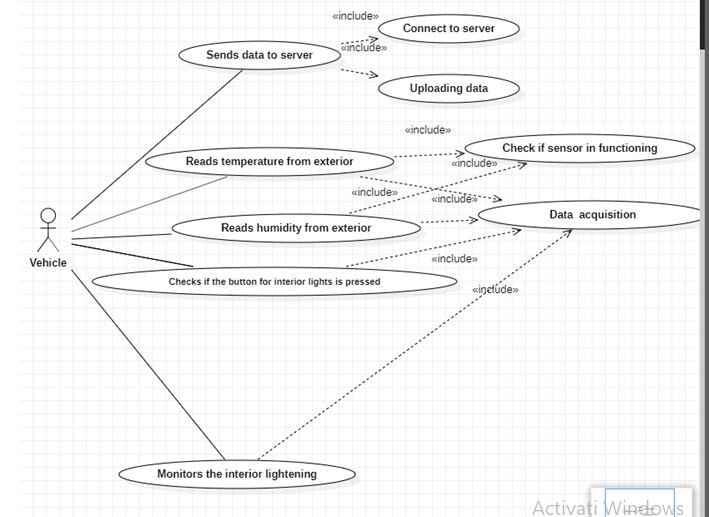 «include»
Connect to server
Sends data to server
«include»
Uploading data
«include»
Check if sensor in functioning
Reads temperature from exterior
«include»
«include»
«include»
Data acquisition
Reads humidity from exterior
Vehicle
«include»
Checks if the button for interior lights is pressed
«include»
Monitors the interior lightening
Activati Windows